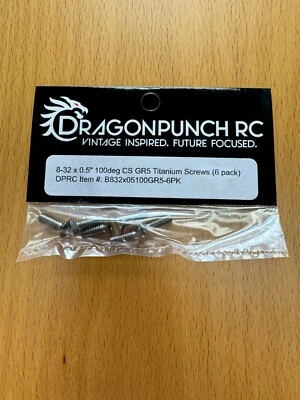 DRAGONPUNCH RC
VINTAGE INSPIRED. FUTURE FOCUSED.
8-32 x 0.5" 100deg CS GR5 Titanium Screws (6 pack)
DPRC Item #: B832x05100GR5-6PK